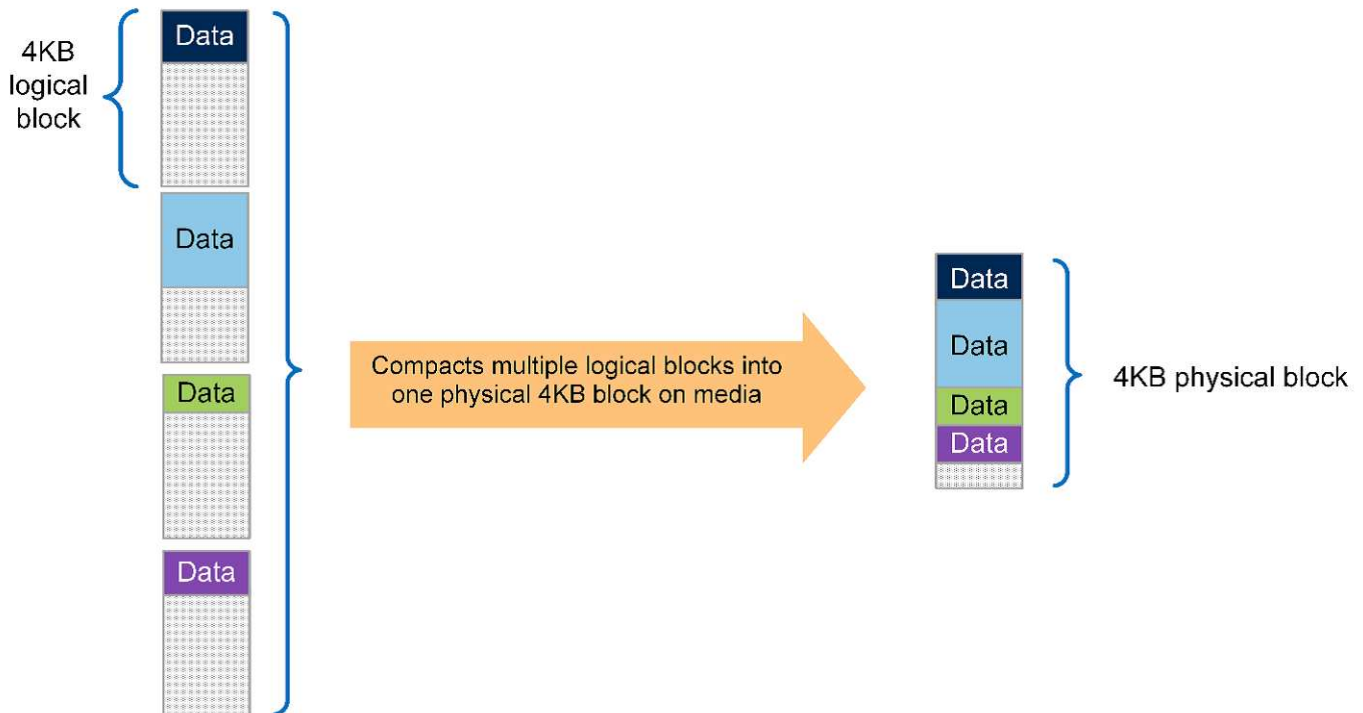 4KB
logical
block
Data
Data
Data
Data
Compacts multiple logical blocks into
one physical 4KB block on media
Data
Data
Data
Data
4KB physical block